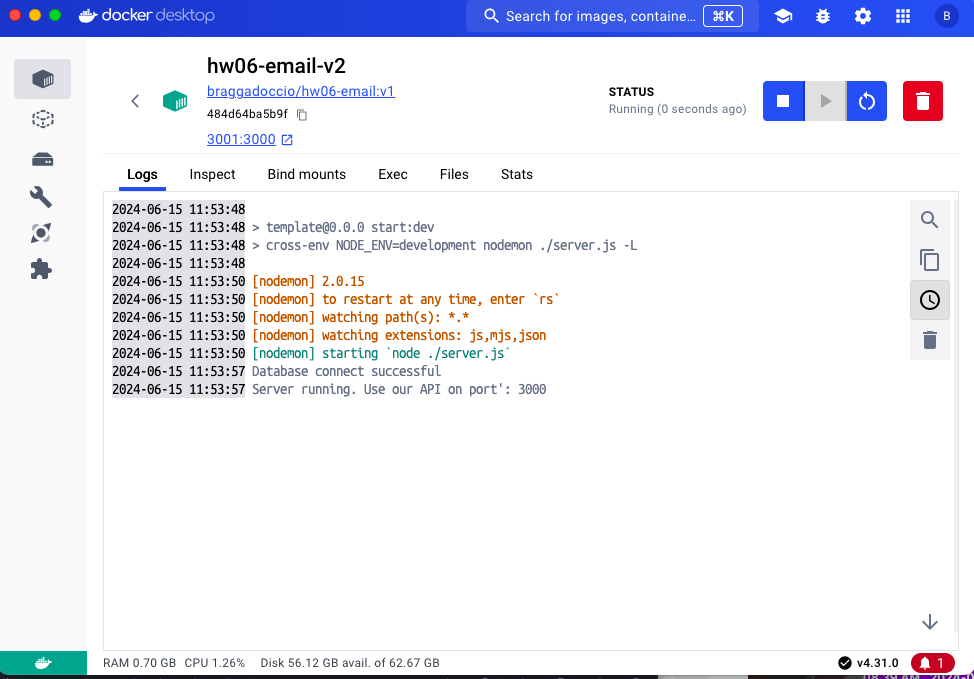 docker desktop
Search for images, containe... ⌘K
B
hw06-email-v2
braggadoccio/hw06-email:v1
484d64ba5b9f
3001:3000
STATUS
Running (0 seconds ago)
Logs Inspect Bind mounts Exec Files Stats
2024-06-15 11:53:48
2024-06-15 11:53:48 > template@0.0.0 start:dev
2024-06-15 11:53:48 > cross-env NODE_ENV=development nodemon ./server.js -L
2024-06-15 11:53:48
2024-06-15 11:53:50 [nodemon] 2.0.15
2024-06-15 11:53:50 [nodemon] to restart at any time, enter `rs`
2024-06-15 11:53:50 [nodemon] watching path(s): *.*
2024-06-15 11:53:50 [nodemon] watching extensions: js,mjs,json
2024-06-15 11:53:50 [nodemon] starting `node ./server.js`
2024-06-15 11:53:57 Database connect successful
2024-06-15 11:53:57 Server running. Use our API on port': 3000
RAM 0.70 GB CPU 1.26% Disk 56.12 GB avail. of 62.67 GB
v4.31.0
1